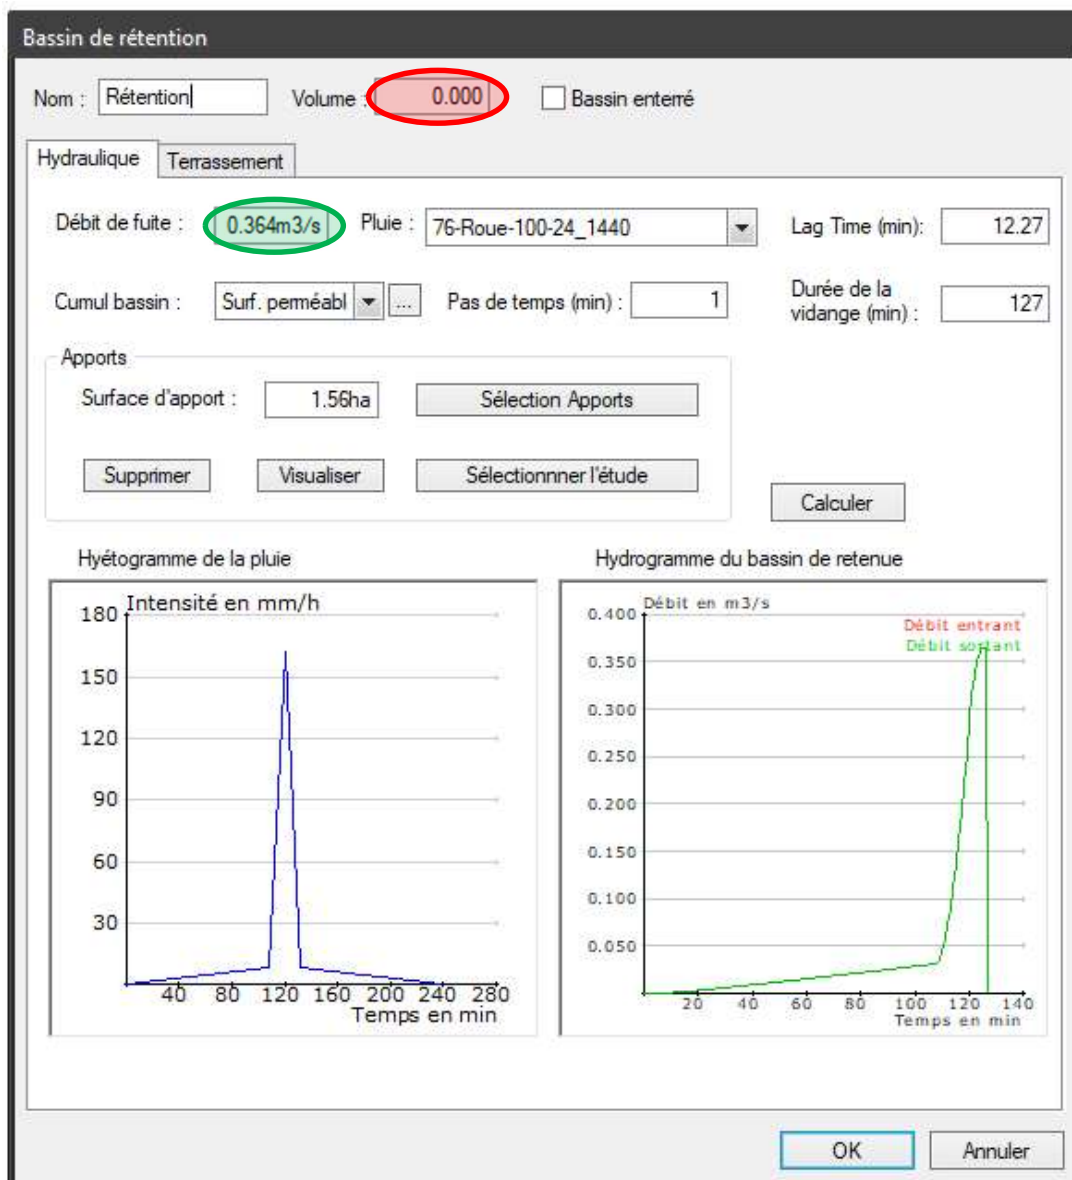 Bassin de rétention
Nom : Rétention Volume : 0.000 Bassin enterré
Hydraulique Terrassement
Débit de fuite : 0.364m3/s Pluie : 76-Roue-100-24_1440 Lag Time (min): 12.27
Cumul bassin : Surf. perméabl ... Pas de temps (min) : 1 Durée de la vidange (min) : 127
Apports
Surface d'apport : 1.56ha Sélection Apports
Supprimer Visualiser Sélectionnner l'étude
Calculer
Hyétogramme de la pluie
Intensité en mm/h
180
150
120
90
60
30
40 80 120 160 200 240 280
Temps en min
Hydrogramme du bassin de retenue
Débit en m3/s
Débit entrant
Débit sortant
0.400
0.350
0.300
0.250
0.200
0.150
0.100
0.050
20 40 60 80 100 120 140
Temps en min
OK Annuler